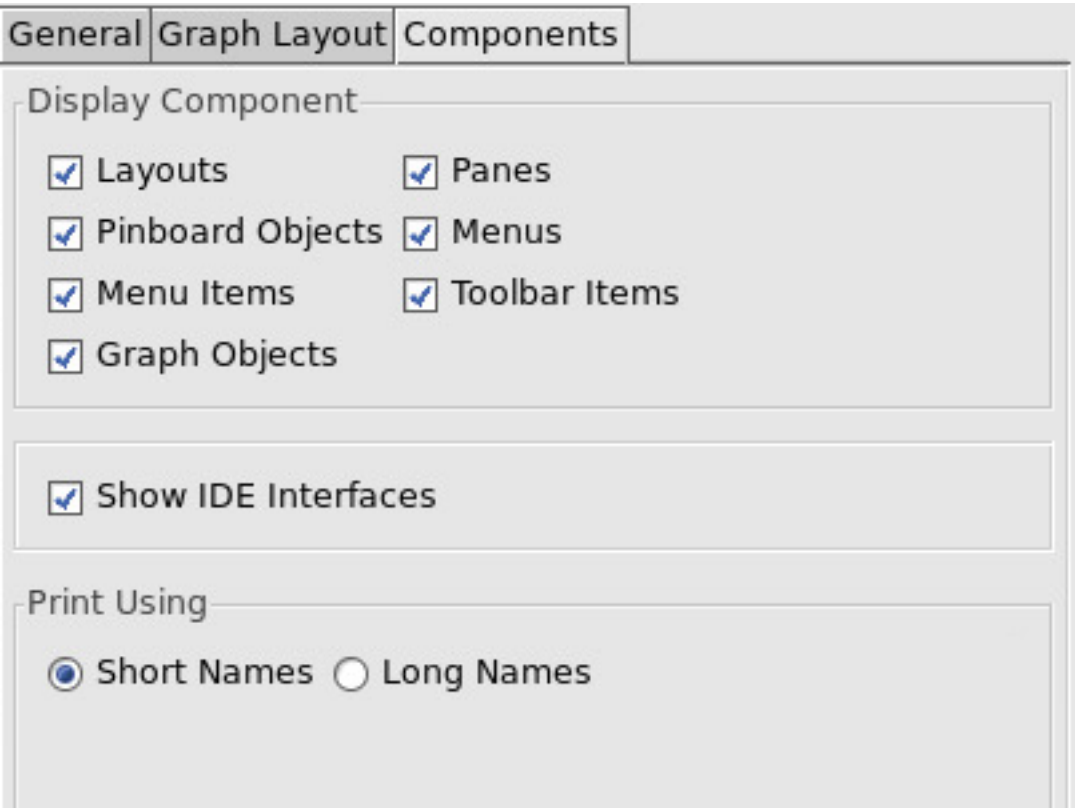 General Graph Layout Components
Display Component
Layouts Panes
Pinboard Objects Menus
Menu Items Toolbar Items
Graph Objects
Show IDE Interfaces
Print Using
Short Names Long Names